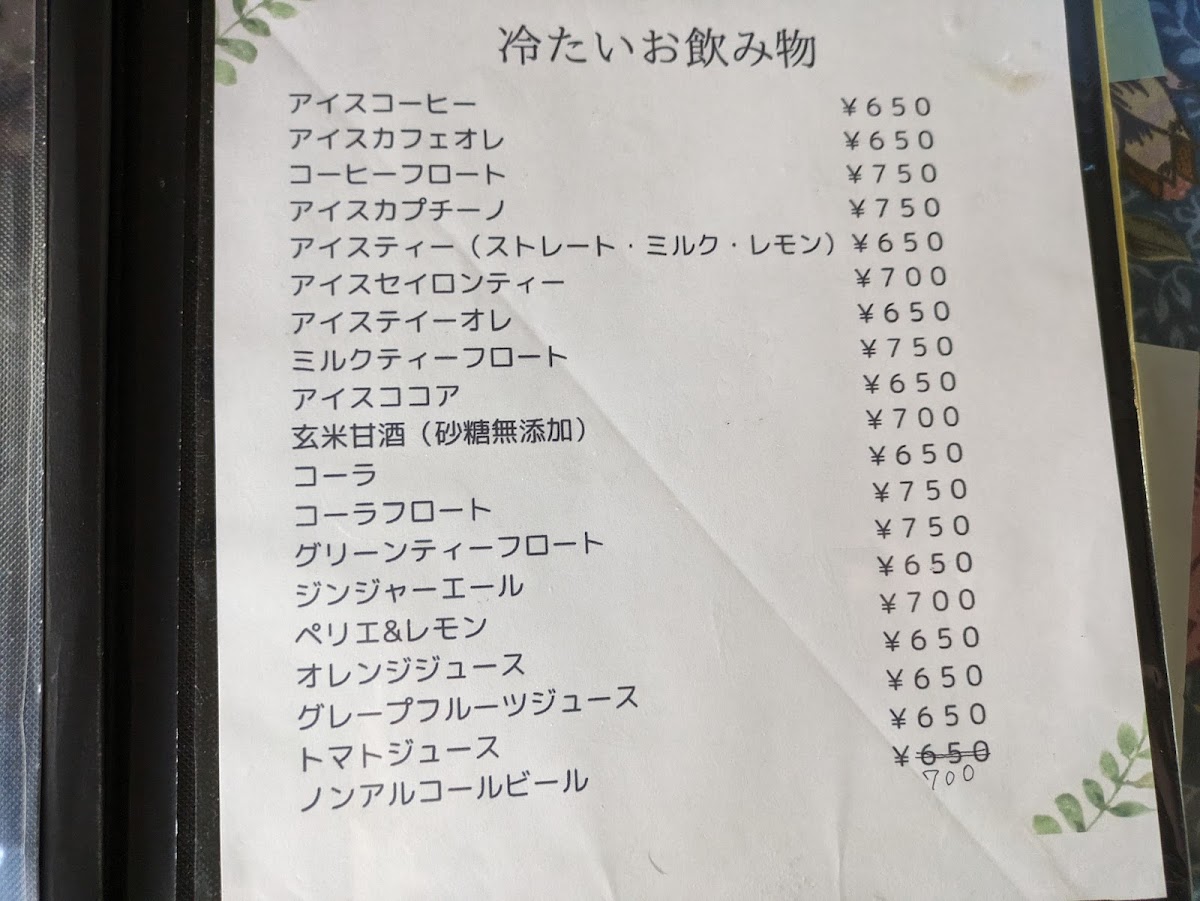 冷たいお飲み物
アイスコーヒー ¥650
アイスカフェオレ ¥650
コーヒーフロート ¥750
アイスカプチーノ ¥750
アイスティー（ストレート・ミルク・レモン） ¥650
アイスセイロンティー ¥700
アイステイーオレ ¥650
ミルクティーフロート ¥750
アイスココア ¥650
玄米甘酒（砂糖無添加） ¥700
コーラ ¥650
コーラフロート ¥750
グリーンティーフロート ¥750
ジンジャーエール ¥650
ペリエ&レモン ¥700
オレンジジュース ¥650
グレープフルーツジュース ¥650
トマトジュース ¥650
ノンアルコールビール ¥650
700